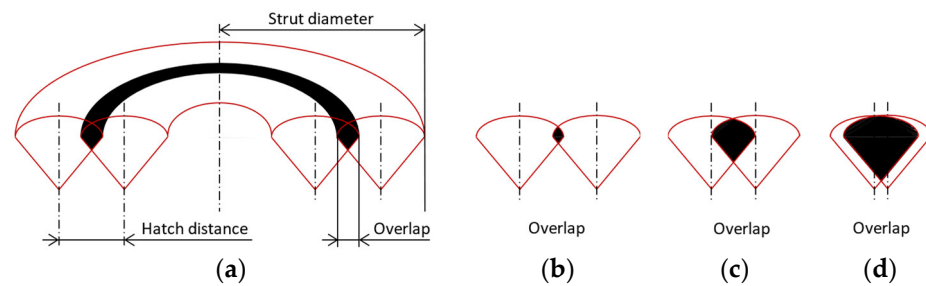 Strut diameter
Hatch distance
Overlap
Overlap
Overlap
Overlap
(a)
(b)
(c)
(d)